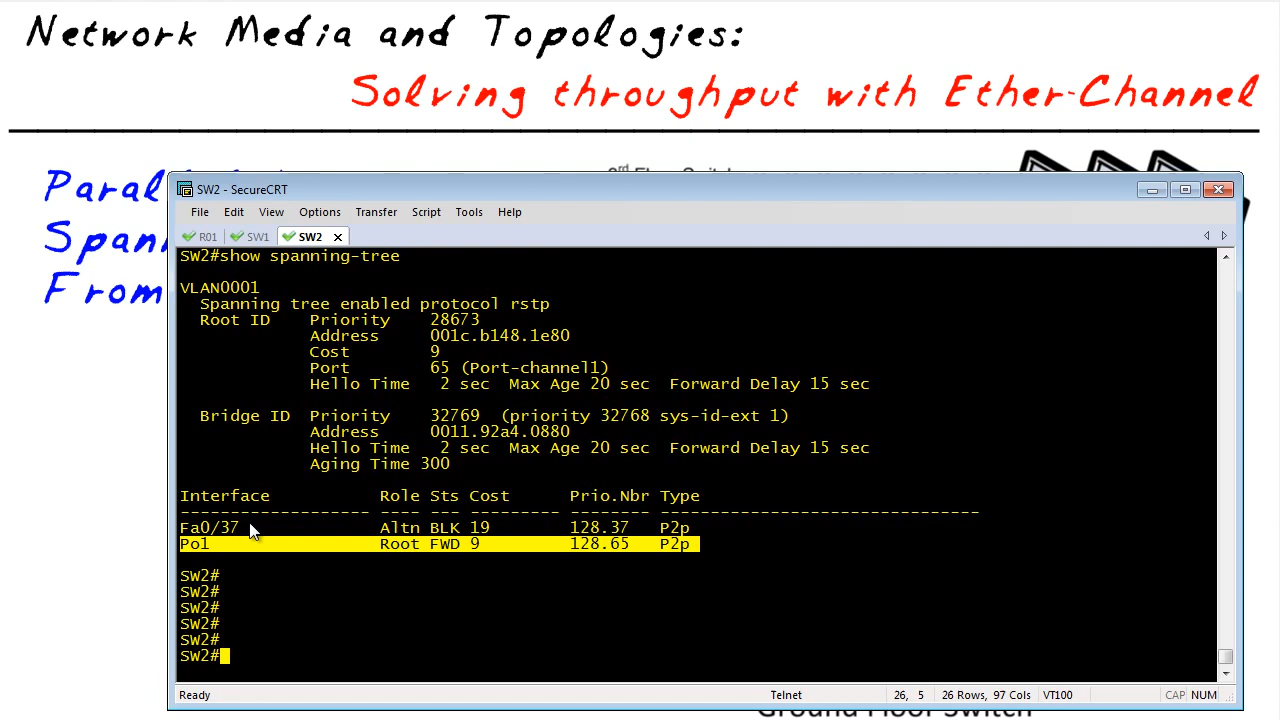 Network Media and Topologies:
Solving throughput with Ether-Channel
Paral
Span
From
SW2 - SecureCRT
File Edit View Options Transfer Script Tools Help
R01 SW1 SW2
SW2#show spanning-tree
VLAN0001
Spanning tree enabled protocol rstp
Root ID Priority 28673
Address 001c.b148.1e80
Cost 9
Port 65 (Port-channel1)
Hello Time 2 sec Max Age 20 sec Forward Delay 15 sec
Bridge ID Priority 32769 (priority 32768 sys-id-ext 1)
Address 0011.92a4.0880
Hello Time 2 sec Max Age 20 sec Forward Delay 15 sec
Aging Time 300
Interface Role Sts Cost Prio.Nbr Type
------------------- ---- --- --------- -------- --------------------------------
Fa0/37 Altn BLK 19 128.37 P2p
Po1 Root FWD 9 128.65 P2p
SW2#
SW2#
SW2#
SW2#
SW2#
SW2#
Ready Telnet 26, 5 26 Rows, 97 Cols VT100 CAP NUM
Ground Floor Switch